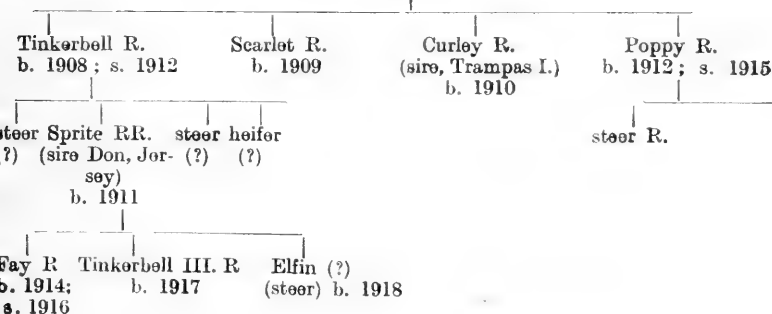 Tinkerbell R. Scarlet R. Curley R. Poppy R.
b. 1908 ; s. 1912 b. 1909 (sire, Trampas I.) b. 1912 ; s. 1915
b. 1910
steer Sprite RR. steer heifer steer R.
(?) (sire Don, Jer- (?) (?)
sey)
b. 1911
Fay R Tinkerbell III. R Elfin (?)
b. 1914; b. 1917 (steer) b. 1918
s. 1916